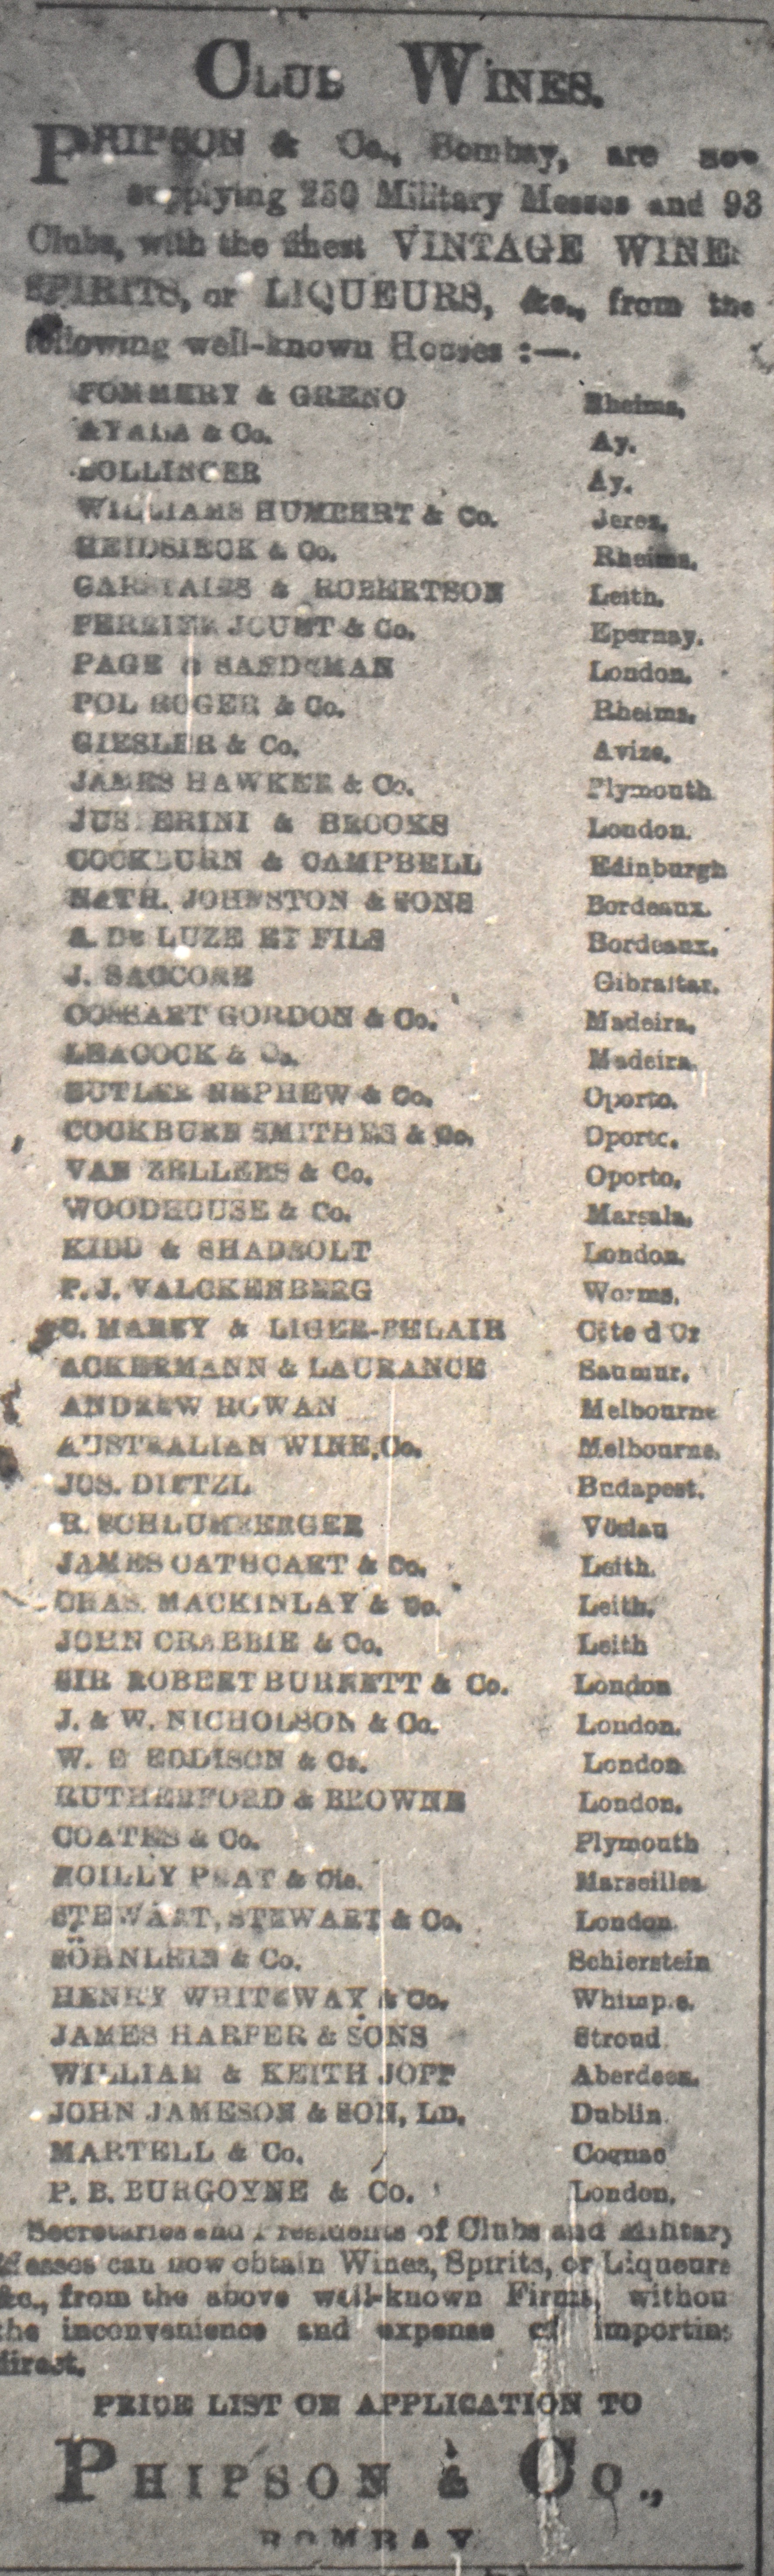 CLUB WINES.
PHIPSON & Co., Bombay, are now
supplying 250 Military Messes and 93
Clubs, with the finest VINTAGE WINE
SPIRITS, or LIQUEURS, &c., from the
following well-known Houses :—
POMMERY & GRENO Rheims,
AYALA & Co. Ay.
BOLLINGER Ay.
WILLIAMS HUMBERT & Co. Jerez,
HEIDSIECK & Co. Rheims,
& ROBERTSON Leith.
PERRIER JOUET & Co. Epernay.
PAGE & SANDEMAN London.
POL ROGER & Co. Rheims,
GIESLER & Co. Avize.
JAMES HAWKER & Co. Plymouth
JUSTERINI & BROOKS London.
COCKBURN & CAMPBELL Edinburgh
NATH. JOHNSTON & SONS Bordeaux.
A. De LUZE ET FILS Bordeaux.
J. SACCONE Gibraltar.
COSSART GORDON & Co. Madeira.
LEACOCK & Co. Madeira.
BUTLER NEPHEW & Co. Oporto.
COCKBURN SMITHES & Co. Oporto.
VAN ZELLERS & Co. Oporto.
WOODHOUSE & Co. Marsala.
KIDD & SHADBOLT London.
P. J. VALCKENBERG Worms.
C. MAREY & LIGER-BELAIR Côte d'Or
ACKERMANN & LAURANCE Saumur.
ANDREW ROWAN Melbourne
AUSTRALIAN WINE Co. Melbourne.
JOS. DIETZL Budapest.
R. SCHLUMBERGER Vöslau
JAMES CATHCART & Co. Leith.
CHAS. MACKINLAY & Co. Leith.
JOHN CRABBIE & Co. Leith
SIR ROBERT BURNETT & Co. London
J. & W. NICHOLSON & Co. London.
W. EDDISON & Co. London
RUTHERFORD & BROWNE London.
COATES & Co. Plymouth
NOILLY PRAT & Cie. Marseilles
STEWART, STEWART & Co. London
SÖHNLEIN & Co. Schierstein
HENRY WHITEWAY & Co. Whimple.
JAMES HARPER & SONS Stroud
WILLIAM & KEITH JOPP Aberdeen.
JOHN JAMESON & SON, LD. Dublin
MARTELL & Co. Cognac
P. B. BURGOYNE & Co. London.
Secretaries and Presidents of Clubs and Military
Messes can now obtain Wines, Spirits, or Liqueurs
&c., from the above well-known Firms, withou
the inconvenience and expense of importing
direct.
PRICE LIST ON APPLICATION TO
PHIPSON & Co.,
BOMBAY